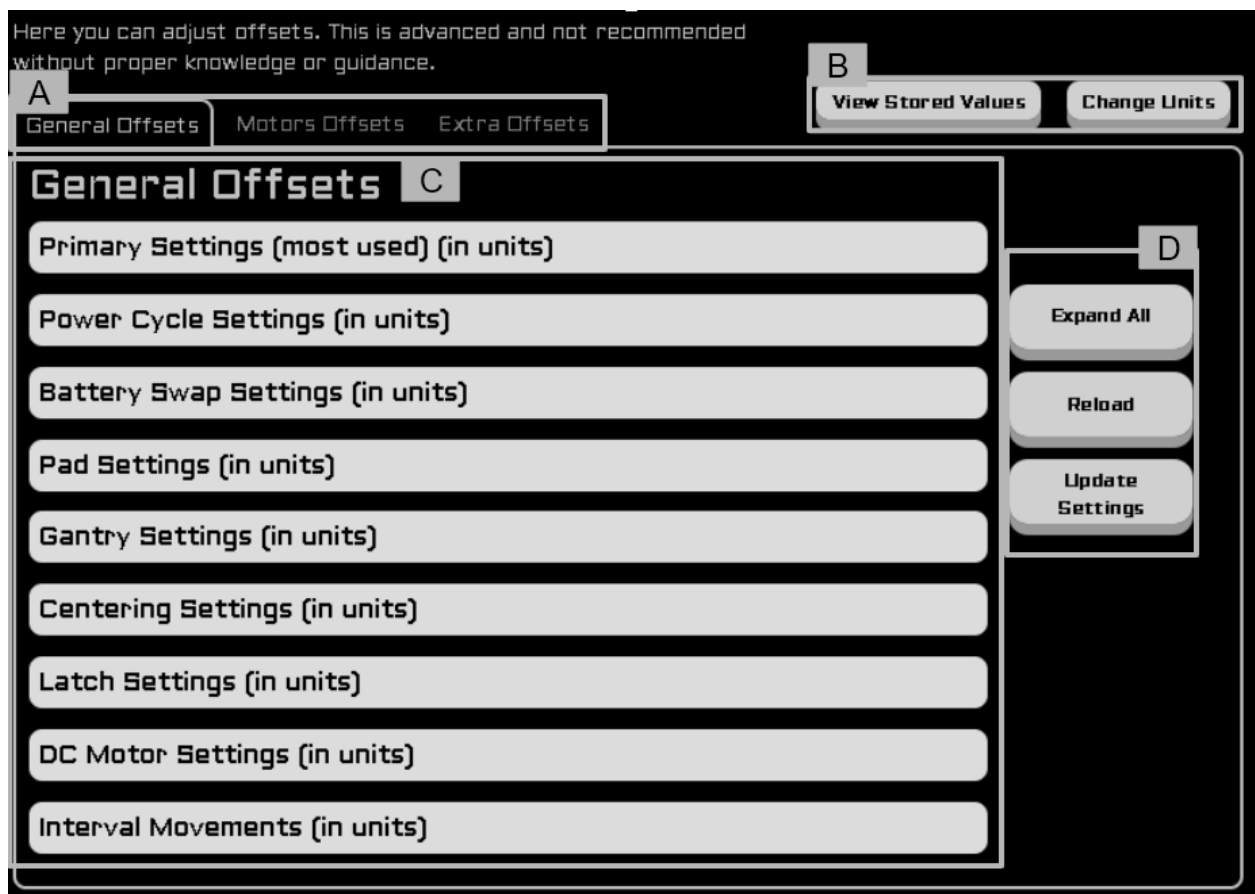 Here you can adjust offsets. This is advanced and not recommended
without proper knowledge or guidance.
A
B
View Stored Values
Change Units
General Offsets
Motors Offsets
Extra Offsets
General Offsets
C
Primary Settings (most used) (in units)
Power Cycle Settings (in units)
Battery Swap Settings (in units)
Pad Settings (in units)
Gantry Settings (in units)
Centering Settings (in units)
Latch Settings (in units)
DC Motor Settings (in units)
Interval Movements (in units)
D
Expand All
Reload
Update
Settings